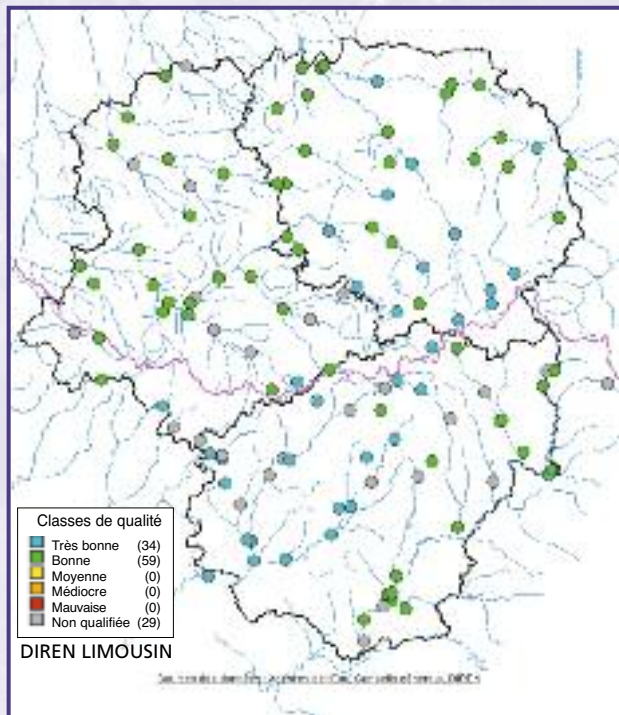 Classes de qualité
Très bonne (34)
Bonne (59)
Moyenne (0)
Médiocre (0)
Mauvaise (0)
Non qualifiée (29)
DIREN LIMOUSIN